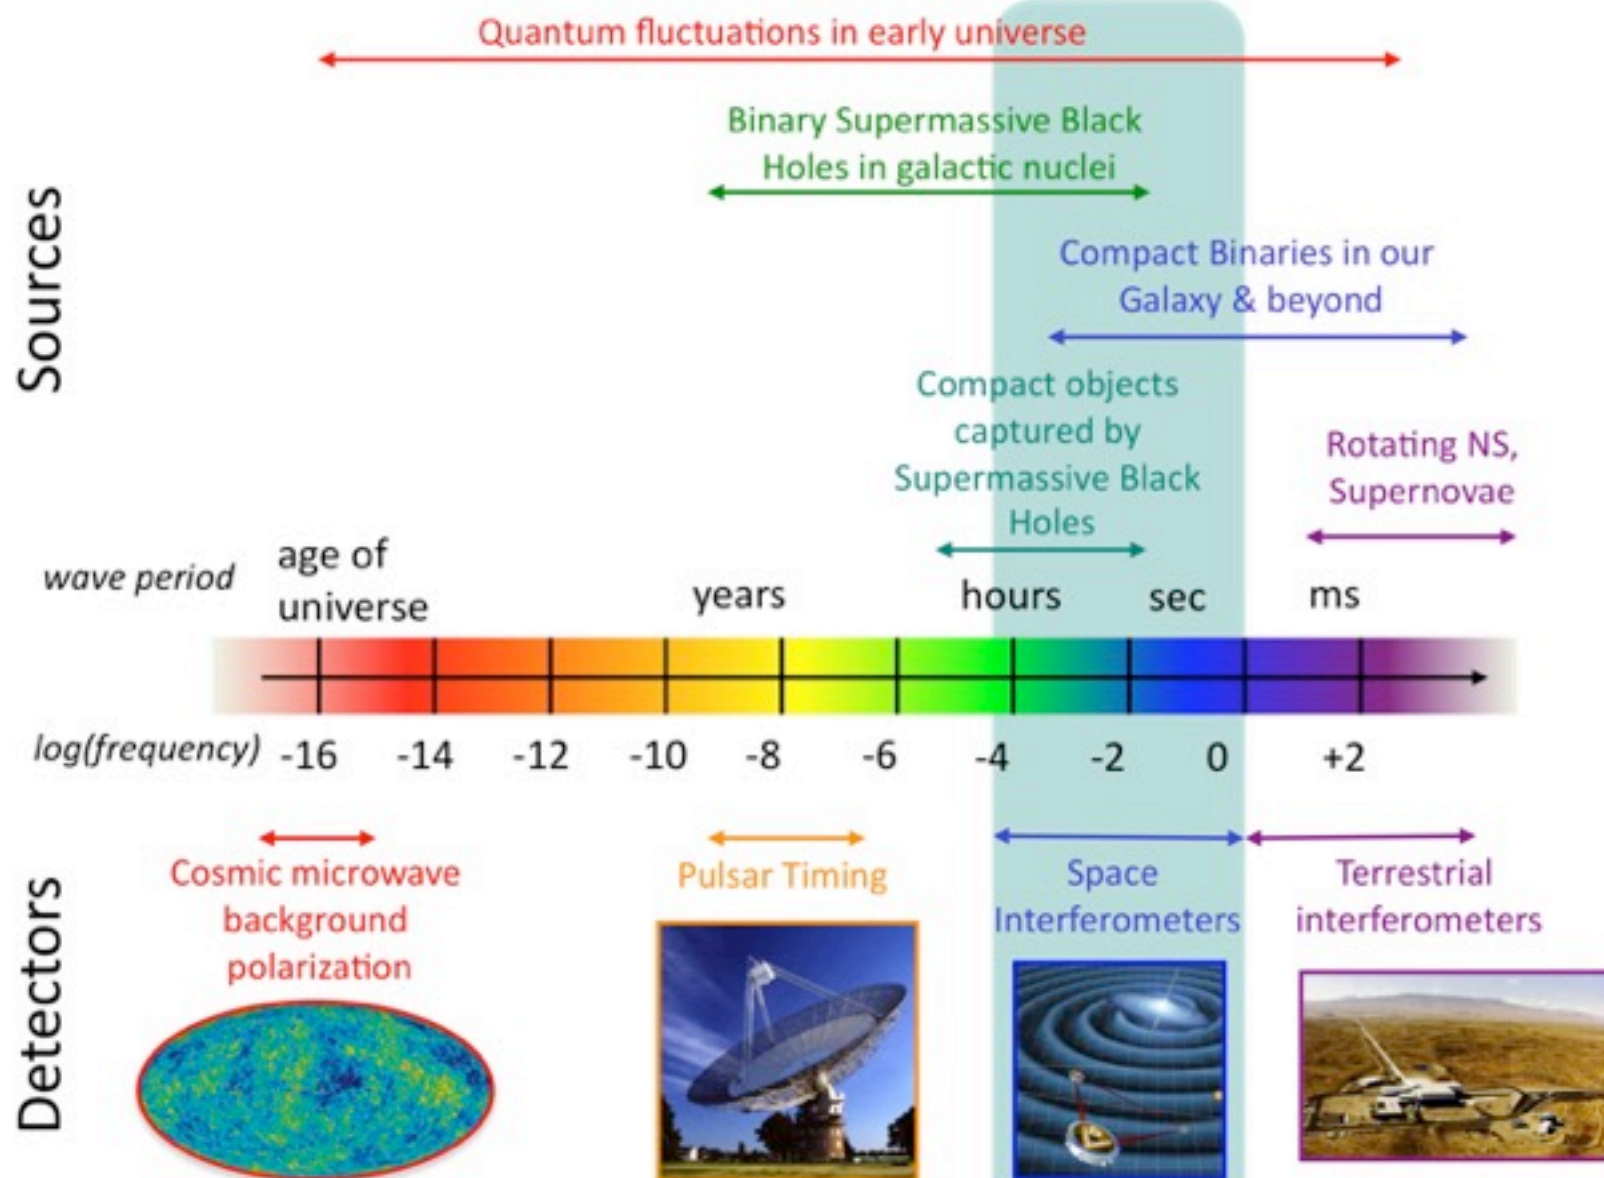 Quantum fluctuations in early universe
Binary Supermassive Black
Holes in galactic nuclei
Compact Binaries in our
Galaxy & beyond
Compact objects
captured by
Supermassive Black
Holes
Rotating NS,
Supernovae
Sources
wave period
age of
universe
years
hours
sec
ms
log(frequency)
-16
-14
-12
-10
-8
-6
-4
-2
0
+2
Detectors
Cosmic microwave
background
polarization
Pulsar Timing
Space
Interferometers
Terrestrial
interferometers